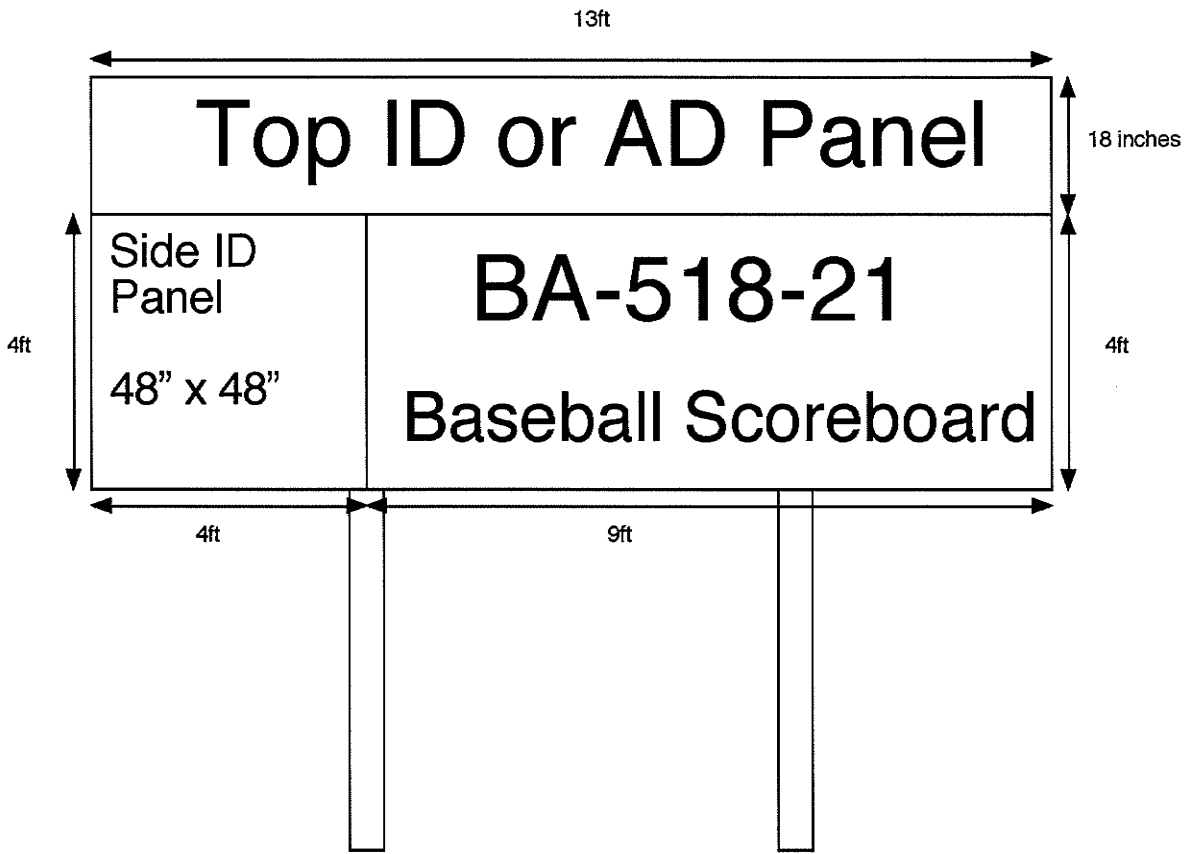 13ft
Top ID or AD Panel
18 inches
Side ID
Panel
48” x 48”
BA-518-21
Baseball Scoreboard
4ft
4ft
4ft
9ft